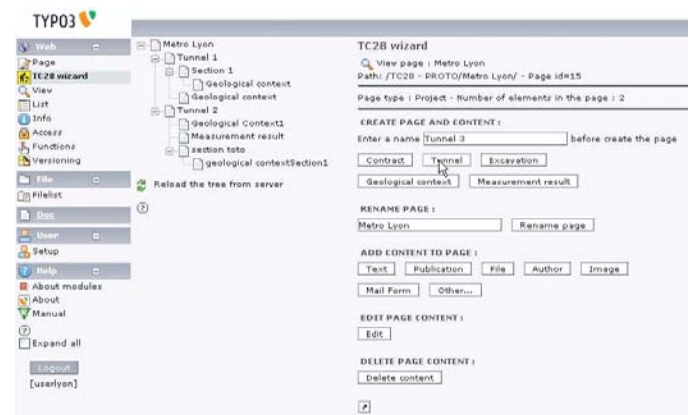 TYPO3
Web
Page
TC28 wizard
View
List
Info
Access
Functions
Versioning
File
Filelist
Doc
User
Setup
Help
About modules
About
Manual
Expand all
Logout
[userlyon]
Metro Lyon
Tunnel 1
Section 1
Geological context
Geological context
Tunnel 2
Geological Context1
Measurement result
section toto
geological contextSection1
Reload the tree from server
TC28 wizard
View page : Metro Lyon
Path: /TC28 - PROTO/Metro Lyon/ - Page id=15
Page type : Project - Number of elements in the page : 2
CREATE PAGE AND CONTENT :
Enter a name Tunnel 3 before create the page
Contract Tunnel Excavation
Geological context Measurement result
RENAME PAGE :
Metro Lyon Rename page
ADD CONTENT TO PAGE :
Text Publication File Author Image
Mail Form Other...
EDIT PAGE CONTENT :
Edit
DELETE PAGE CONTENT :
Delete content